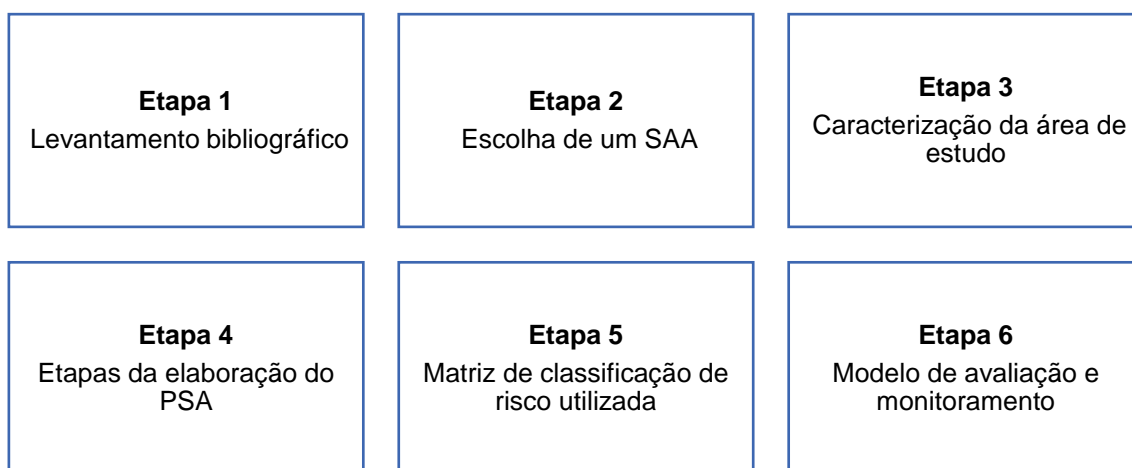 Etapa 1
Levantamento bibliográfico
Etapa 2
Escolha de um SAA
Etapa 3
Caracterização da área de
estudo
Etapa 4
Etapas da elaboração do
PSA
Etapa 5
Matriz de classificação de
risco utilizada
Etapa 6
Modelo de avaliação e
monitoramento